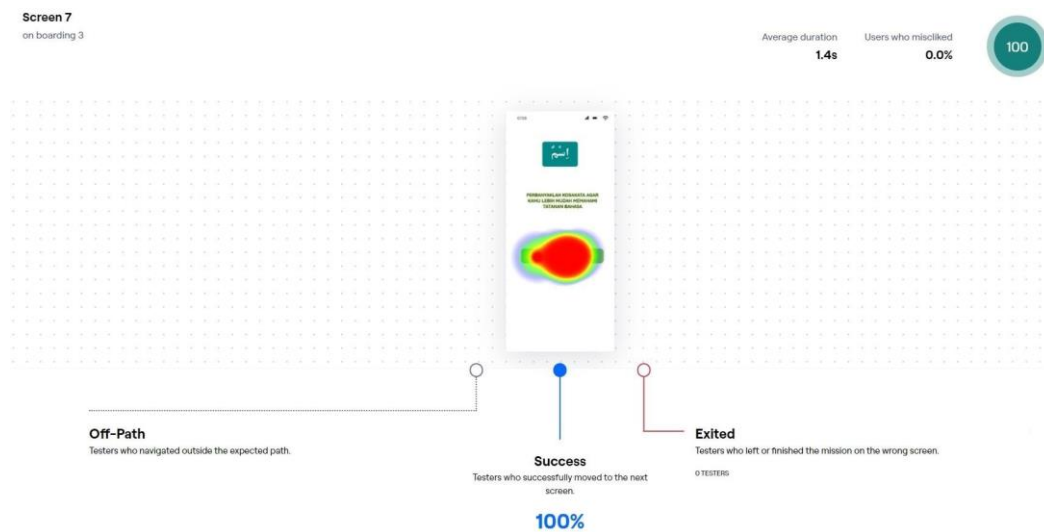 Screen 7
on boarding 3
Average duration
1.4s
Users who miscliked
0.0%
100
إسم
PERBANYAKLAH KOSAKATA AGAR
KAMU LEBIH MUDAH MEMAHAMI
TATANAN BAHASA
Off-Path
Testers who navigated outside the expected path.
Success
Testers who successfully moved to the next
screen.
100%
Exited
Testers who left or finished the mission on the wrong screen.
0 TESTERS